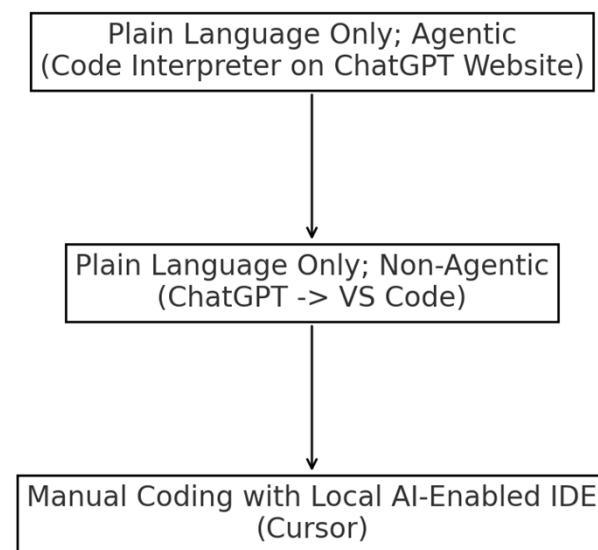 Plain Language Only; Agentic
(Code Interpreter on ChatGPT Website)
Plain Language Only; Non-Agentic
(ChatGPT -> VS Code)
Manual Coding with Local AI-Enabled IDE
(Cursor)